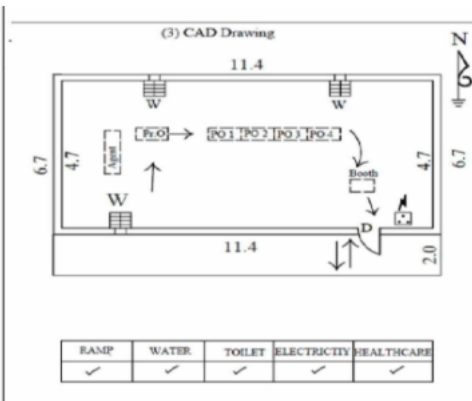 (3) CAD Drawing
N
11.4
W W
Pr.O PO 1 PO 2 PO 3 PO 4
Agent
6.7 4.7 4.7 6.7
Booth
W
D
11.4
2.0
RAMP WATER TOILET ELECTRICTIY HEALTHCARE
✓ ✓ ✓ ✓ ✓